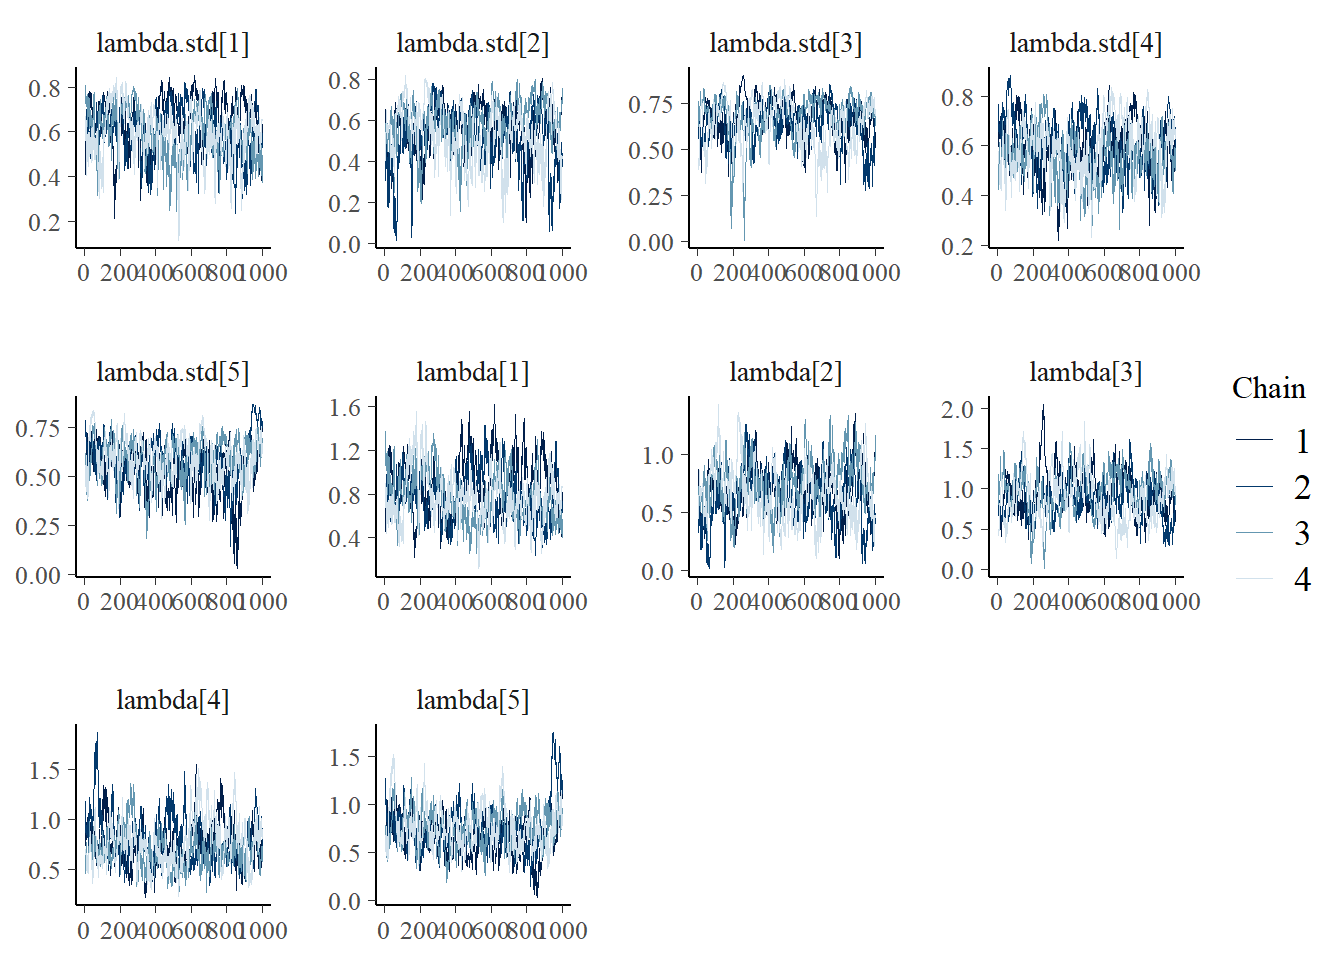 lambda.std[1] lambda.std[2] lambda.std[3] lambda.std[4]
0.8 0.6 0.4 0.2
0.8 0.6 0.4 0.2 0.0
0.75 0.50 0.25 0.00
0.8 0.6 0.4 0.2
0 200 400 600 800 1000 0 200 400 600 800 1000 0 200 400 600 800 1000 0 200 400 600 800 1000
lambda.std[5] lambda[1] lambda[2] lambda[3]
0.75 0.50 0.25 0.00
1.6 1.2 0.8 0.4
1.0 0.5 0.0
2.0 1.5 1.0 0.5 0.0
0 200 400 600 800 1000 0 200 400 600 800 1000 0 200 400 600 800 1000 0 200 400 600 800 1000
Chain
1
2
3
4
lambda[4] lambda[5]
1.5 1.0 0.5
1.5 1.0 0.5 0.0
0 200 400 600 800 1000 0 200 400 600 800 1000